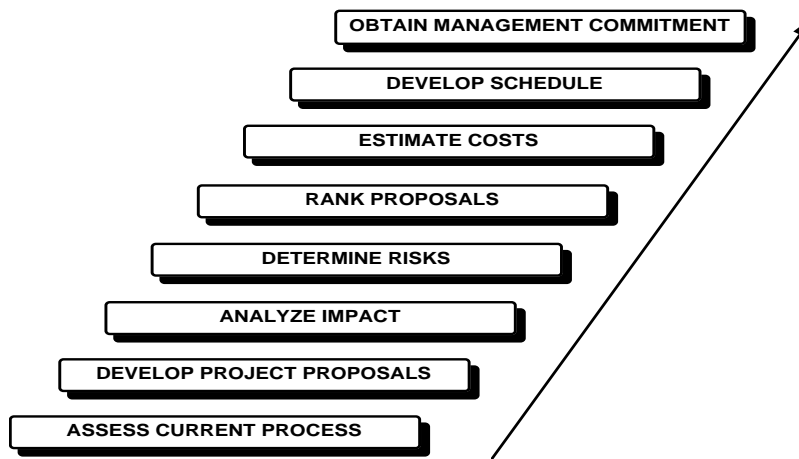 OBTAIN MANAGEMENT COMMITMENT
DEVELOP SCHEDULE
ESTIMATE COSTS
RANK PROPOSALS
DETERMINE RISKS
ANALYZE IMPACT
DEVELOP PROJECT PROPOSALS
ASSESS CURRENT PROCESS